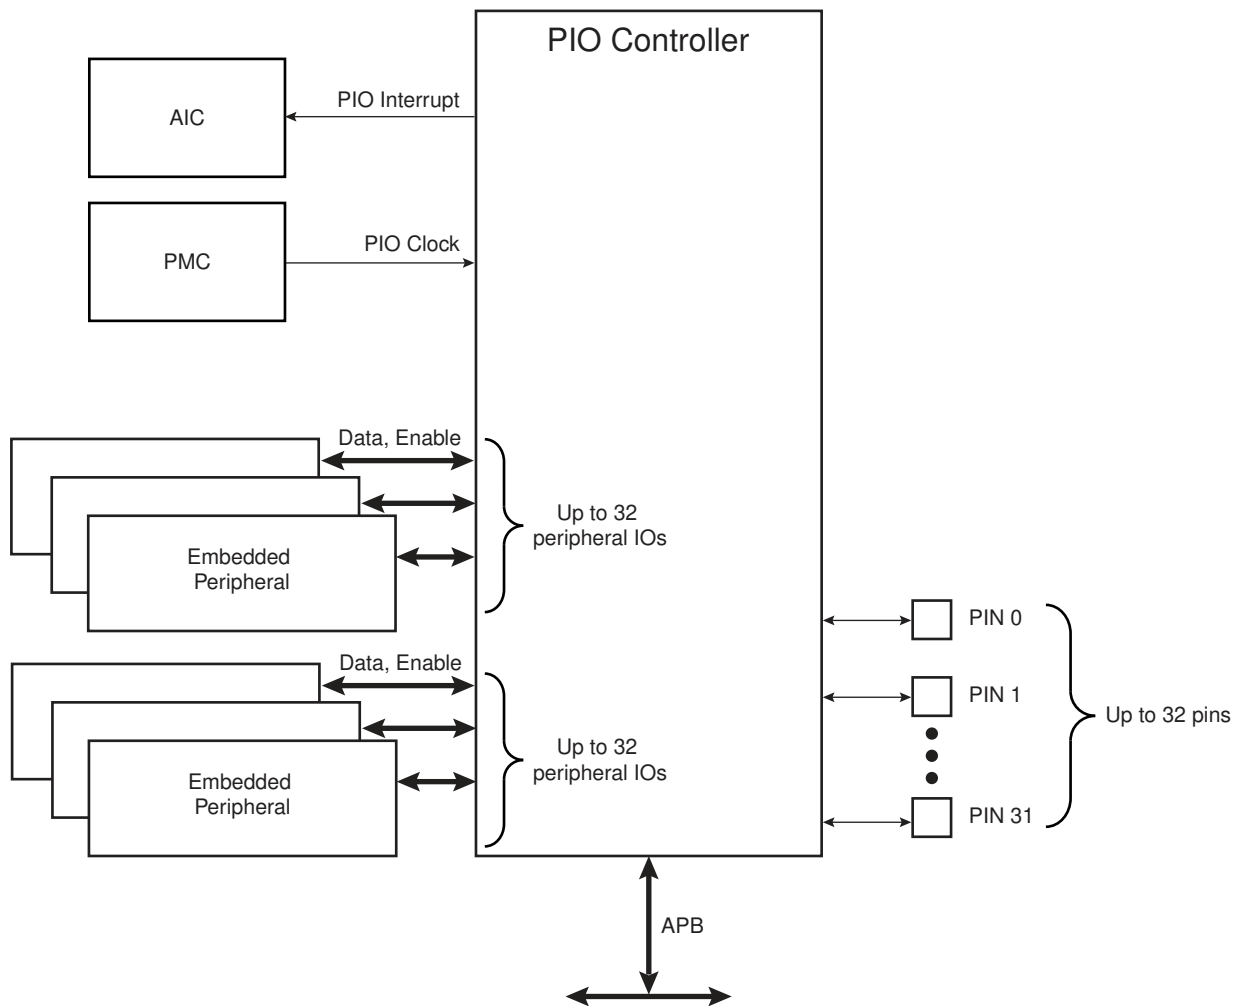 PIO Controller
PIO Interrupt
AIC
PIO Clock
PMC
Data, Enable
Up to 32
peripheral IOs
Embedded
Peripheral
PIN 0
Data, Enable
PIN 1
Up to 32 pins
Up to 32
peripheral IOs
Embedded
Peripheral
PIN 31
APB